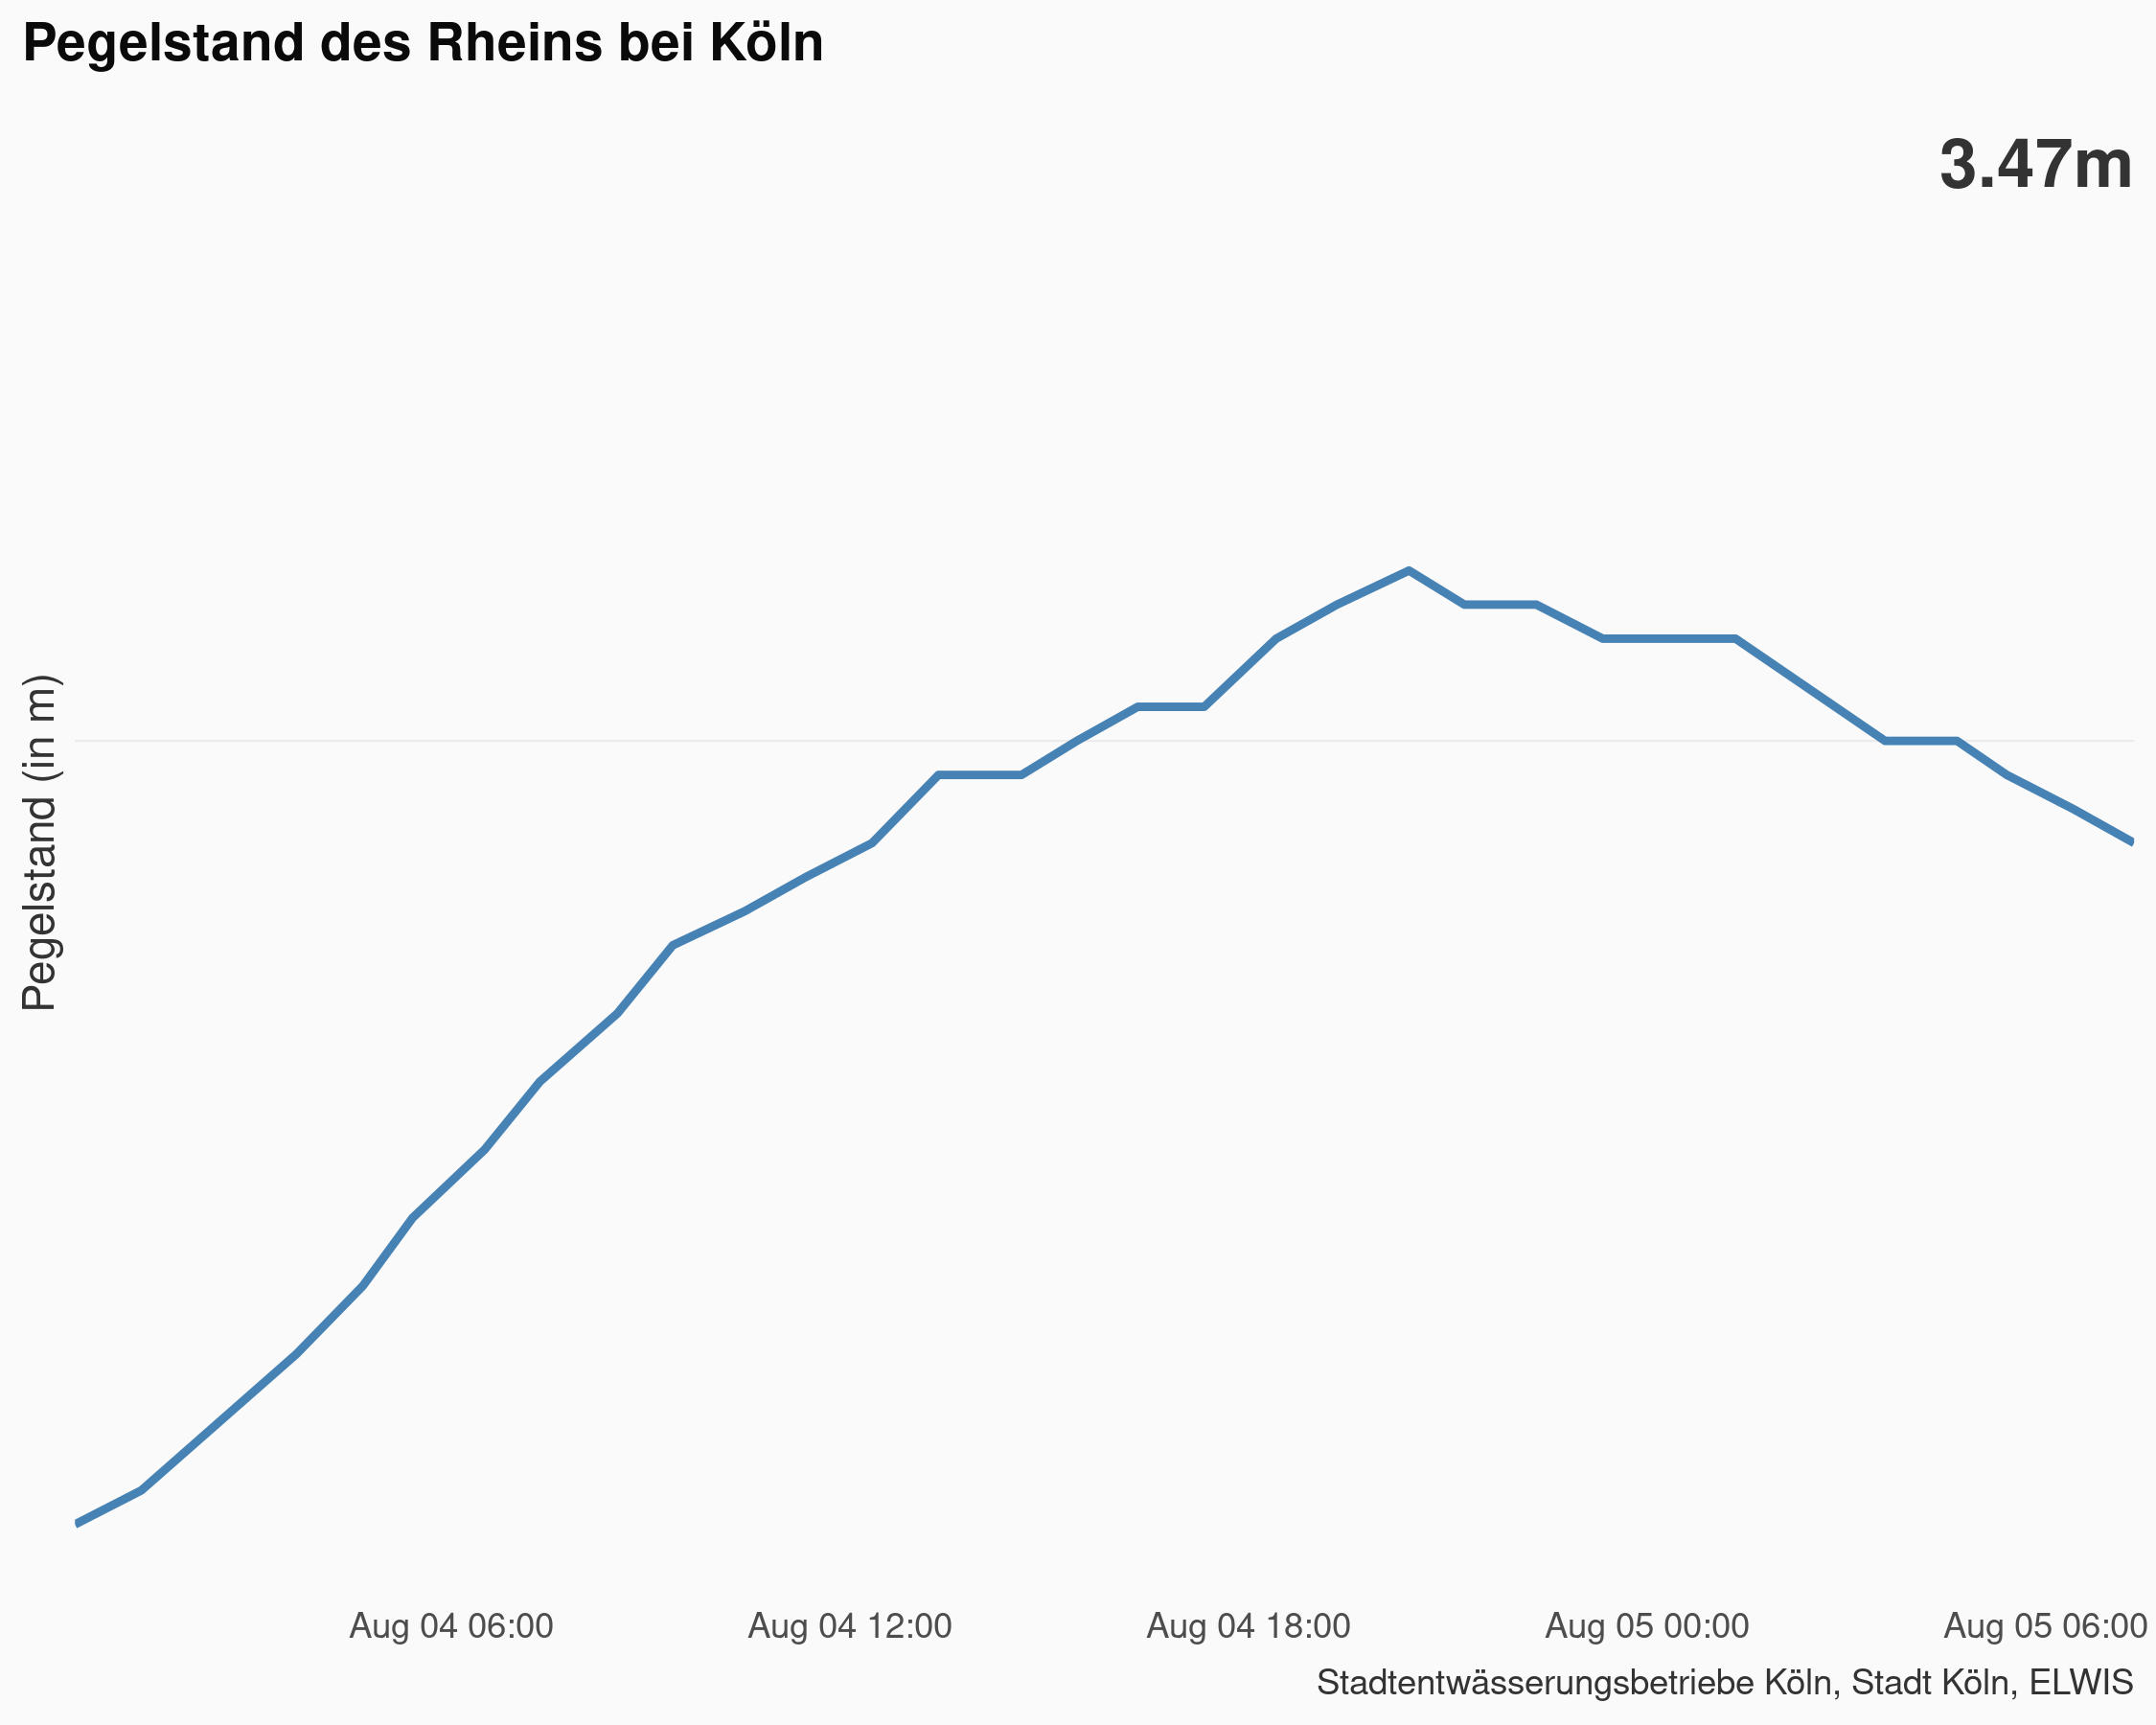 Pegelstand des Rheins bei Köln
3.47m
Pegelstand (in m)
Aug 04 06:00
Aug 04 12:00
Aug 04 18:00
Aug 05 00:00
Aug 05 06:00
Stadtentwässerungsbetriebe Köln, Stadt Köln, ELWIS